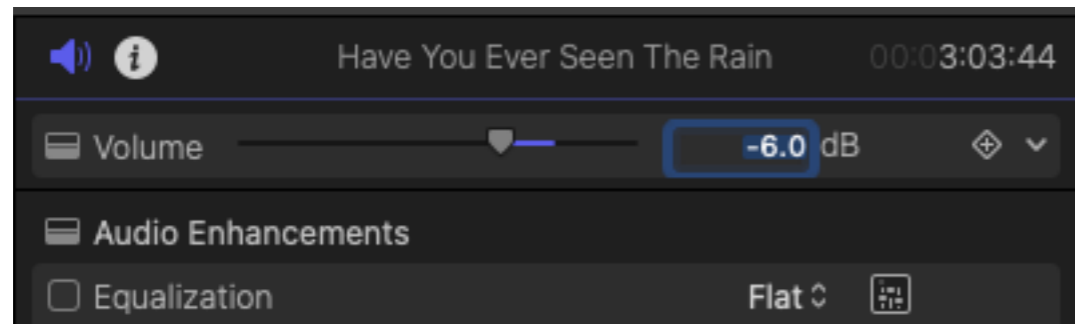 Have You Ever Seen The Rain 00:03:03:44
Volume -6.0 dB
Audio Enhancements
Equalization Flat